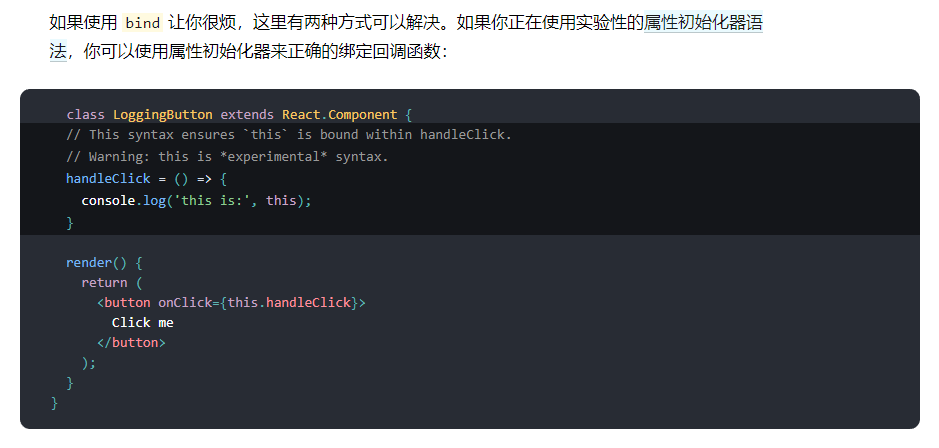 如果使用 bind 让你很烦，这里有两种方式可以解决。如果你正在使用实验性的属性初始化器语
法，你可以使用属性初始化器来正确的绑定回调函数：
class LoggingButton extends React.Component {
// This syntax ensures `this` is bound within handleClick.
// Warning: this is *experimental* syntax.
handleClick = () => {
console.log('this is:', this);
}
render() {
return (
<button onClick={this.handleClick}>
Click me
</button>
);
}
}